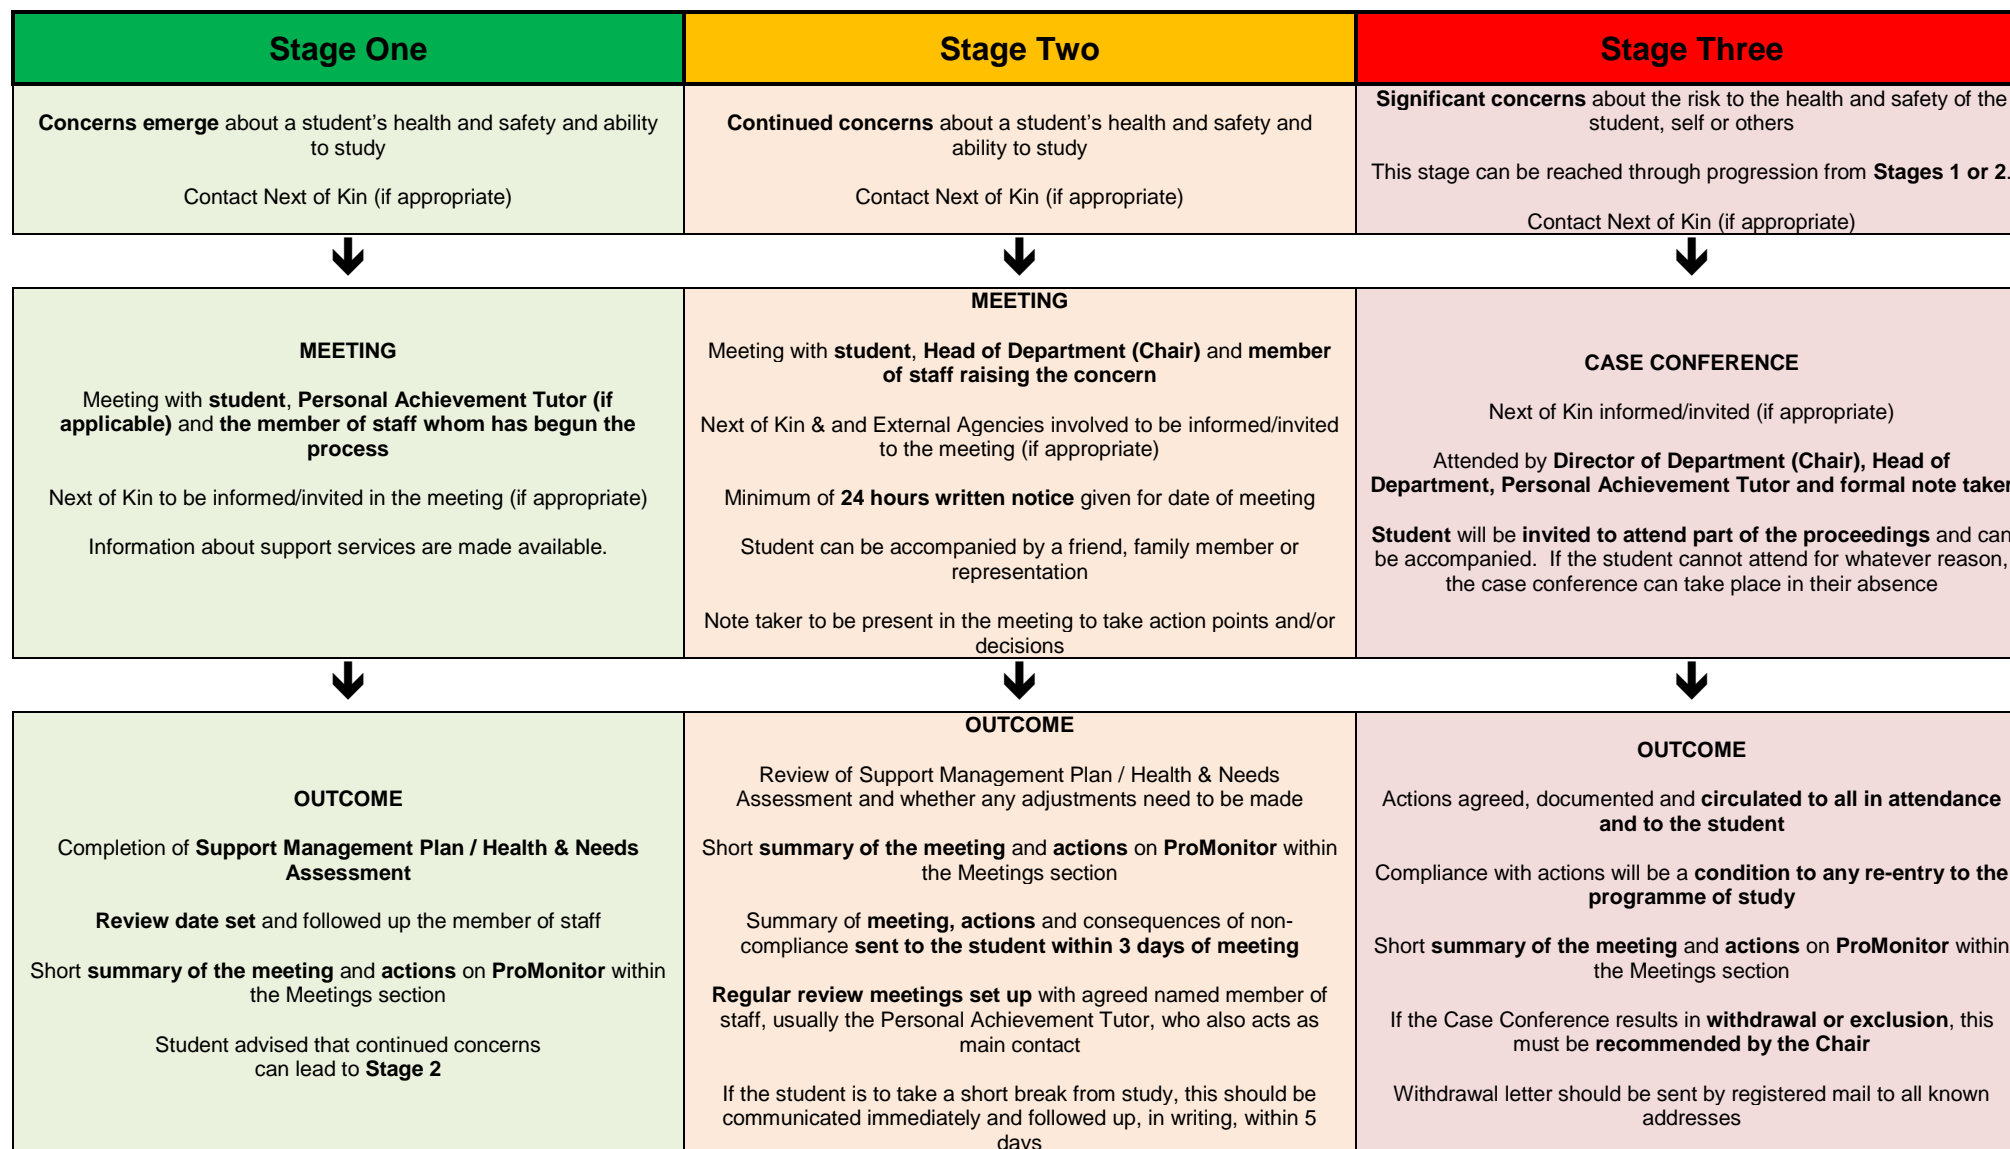 Stage One
Stage Two
Stage Three
Concerns emerge about a student's health and safety and ability
to study
Contact Next of Kin (if appropriate)
Continued concerns about a student's health and safety and
ability to study
Contact Next of Kin (if appropriate)
Significant concerns about the risk to the health and safety of the
student, self or others
This stage can be reached through progression from Stages 1 or 2.
Contact Next of Kin (if appropriate)
MEETING
Meeting with student, Personal Achievement Tutor (if
applicable) and the member of staff whom has begun the
process
Next of Kin to be informed/invited in the meeting (if appropriate)
Information about support services are made available.
MEETING
Meeting with student, Head of Department (Chair) and member
of staff raising the concern
Next of Kin & and External Agencies involved to be informed/invited
to the meeting (if appropriate)
Minimum of 24 hours written notice given for date of meeting
Student can be accompanied by a friend, family member or
representation
Note taker to be present in the meeting to take action points and/or
decisions
CASE CONFERENCE
Next of Kin informed/invited (if appropriate)
Attended by Director of Department (Chair), Head of
Department, Personal Achievement Tutor and formal note taker
Student will be invited to attend part of the proceedings and can
be accompanied. If the student cannot attend for whatever reason,
the case conference can take place in their absence
OUTCOME
Completion of Support Management Plan / Health & Needs
Assessment
Review date set and followed up the member of staff
Short summary of the meeting and actions on ProMonitor within
the Meetings section
Student advised that continued concerns
can lead to Stage 2
OUTCOME
Review of Support Management Plan / Health & Needs
Assessment and whether any adjustments need to be made
Short summary of the meeting and actions on ProMonitor within
the Meetings section
Summary of meeting, actions and consequences of non-
compliance sent to the student within 3 days of meeting
Regular review meetings set up with agreed named member of
staff, usually the Personal Achievement Tutor, who also acts as
main contact
If the student is to take a short break from study, this should be
communicated immediately and followed up, in writing, within 5
days
OUTCOME
Actions agreed, documented and circulated to all in attendance
and to the student
Compliance with actions will be a condition to any re-entry to the
programme of study
Short summary of the meeting and actions on ProMonitor within
the Meetings section
If the Case Conference results in withdrawal or exclusion, this
must be recommended by the Chair
Withdrawal letter should be sent by registered mail to all known
addresses